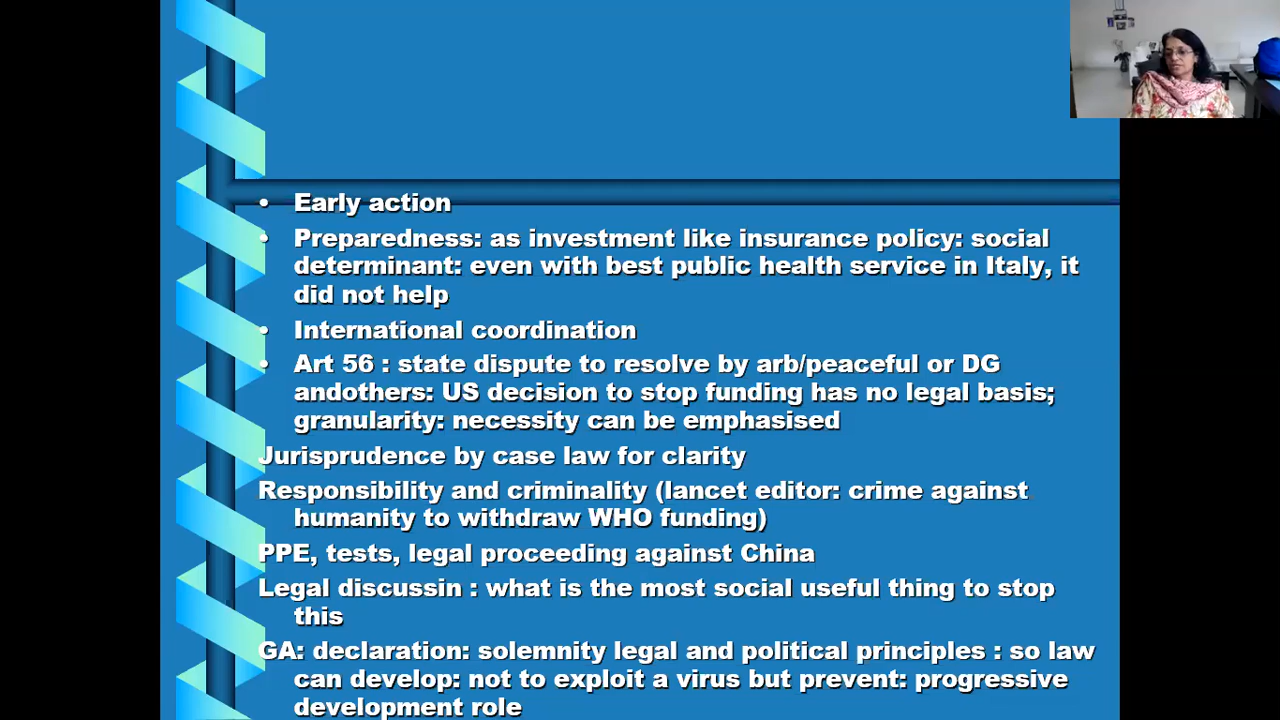 • Early action
• Preparedness: as investment like insurance policy: social
determinant: even with best public health service in Italy, it
did not help
• International coordination
• Art 56 : state dispute to resolve by arb/peaceful or DG
andothers: US decision to stop funding has no legal basis;
granularity: necessity can be emphasised
Jurisprudence by case law for clarity
Responsibility and criminality (lancet editor: crime against
humanity to withdraw WHO funding)
PPE, tests, legal proceeding against China
Legal discussin : what is the most social useful thing to stop
this
GA: declaration: solemnity legal and political principles : so law
can develop: not to exploit a virus but prevent: progressive
development role